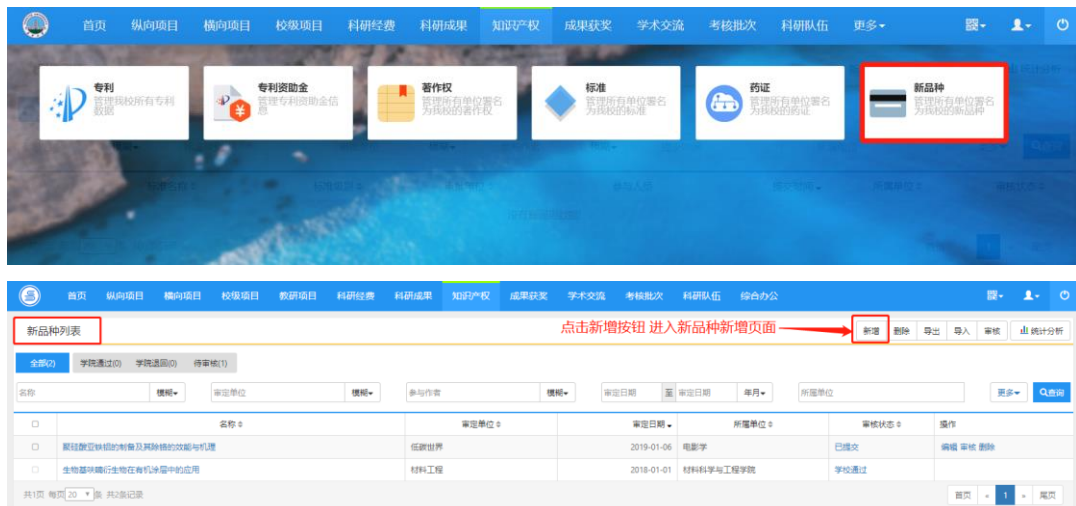 首页 纵向项目 横向项目 校级项目 科研经费 科研成果 知识产权 成果获奖 学术交流 考核批次 科研队伍 更多
专利
管理我校所有专利
数据
专利资助金
管理专利资助金信
息
著作权
管理所有单位署名
为我校的著作权
标准
管理所有单位署名
为我校的标准
药证
管理所有单位署名
为我校的药证
新品种
管理所有单位署名
为我校的新品种
统计分析
查询
首页 纵向项目 横向项目 校级项目 教研项目 科研经费 科研成果 知识产权 成果获奖 学术交流 考核批次 科研队伍 综合办公
新品种列表 点击新增按钮 进入新品种新增页面 新增 删除 导出 导入 审核 统计分析
全部(2) 学院通过(0) 学院退回(0) 待审核(1)
名称 模糊 审定单位 模糊 参与作者 模糊 审定日期 至 审定日期 年月 所属单位 更多 查询
名称 审定单位 审定日期 所属单位 审核状态 操作
聚硅酸亚铁铝的制备及其除铬的效能与机理 低碳世界 2019-01-06 电影学 已提交 编辑 审核 删除
生物基呋喃衍生物在有机涂层中的应用 材料工程 2018-01-01 材料科学与工程学院 学校通过
共1页 每页 20 条 共2条记录 首页 « 1 » 尾页